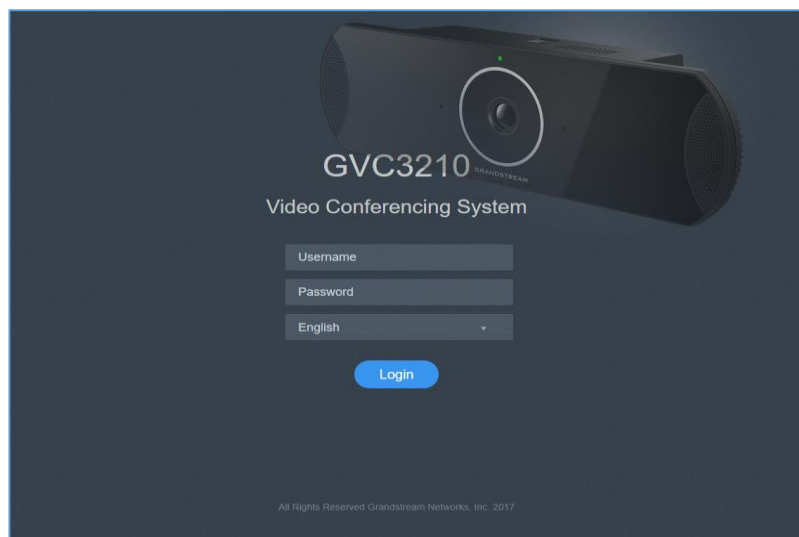 GVC3210
GRANDSTREAM
Video Conferencing System
Username
Password
English
Login
All Rights Reserved Grandstream Networks, Inc. 2017